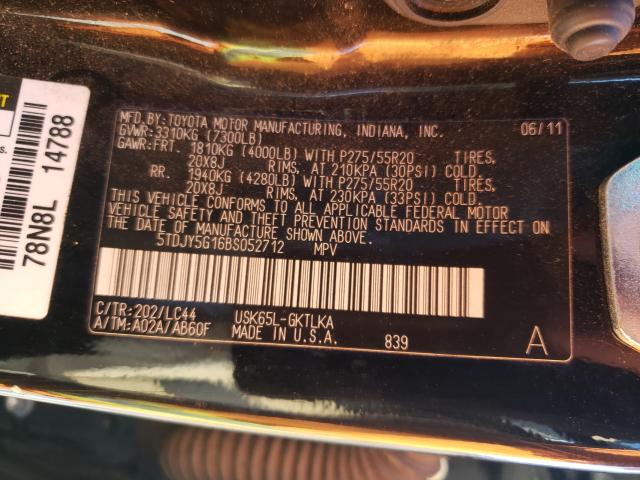 MFD. BY:TOYOTA MOTOR MANUFACTURING, INDIANA, INC. 06/11
GVWR:3310KG (7300LB)
GAWR:FRT. 1810KG (4000LB) WITH P275/55R20 TIRES,
20X8J RIMS, AT 210KPA (30PSI) COLD.
RR. 1940KG (4280LB) WITH P275/55R20 TIRES,
20X8J RIMS, AT 230KPA (33PSI) COLD.
THIS VEHICLE CONFORMS TO ALL APPLICABLE FEDERAL MOTOR
VEHICLE SAFETY AND THEFT PREVENTION STANDARDS IN EFFECT ON
THE DATE OF MANUFACTURE SHOWN ABOVE.
5TDJY5G16BS052712 MPV
C/TR:202/LC44 USK65L-GKTLKA
A/TM:A02A/AB60F MADE IN U.S.A. 839 A
78N8L 14788